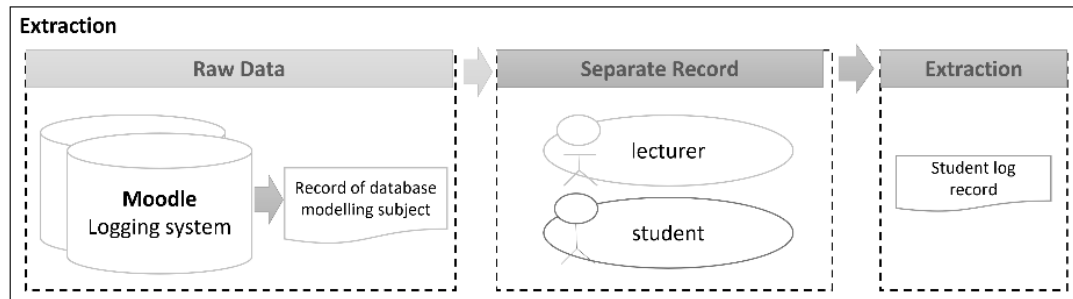 Extraction
Raw Data
Separate Record
Extraction
Moodle
Logging system
Record of database
modelling subject
lecturer
student
Student log
record